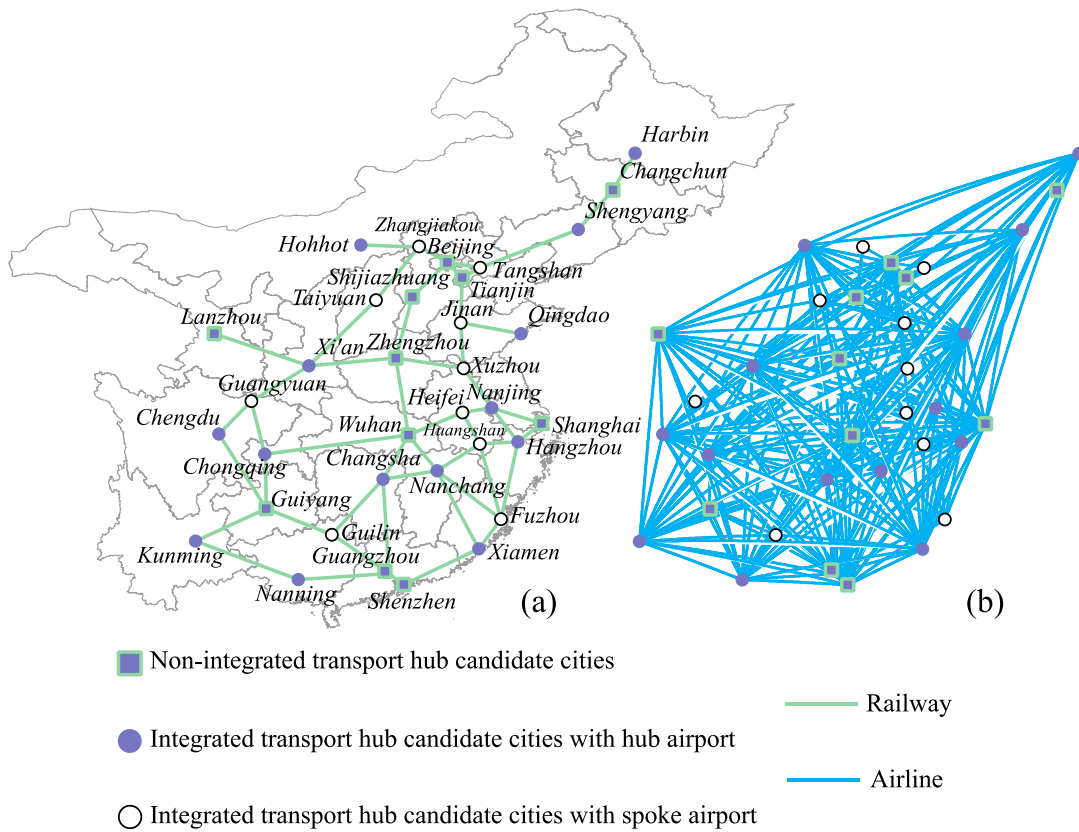 Harbin
Changchun
Shengyang
Zhangjiakou
Hohhot
Beijing
Shijiazhuang
Tangshan
Taiyuan
Tianjin
Lanzhou
Jinan
Qingdao
Xi'an
Zhengzhou
Xuzhou
Guangyuan
Heifei
Nanjing
Chengdu
Wuhan
Huangshan
Shanghai
Hangzhou
Chongqing
Changsha
Nanchang
Guiyang
Fuzhou
Guilin
Kunming
Guangzhou
Xiamen
Nanning
Shenzhen
(a)
(b)
Non-integrated transport hub candidate cities
Railway
Integrated transport hub candidate cities with hub airport
Airline
Integrated transport hub candidate cities with spoke airport